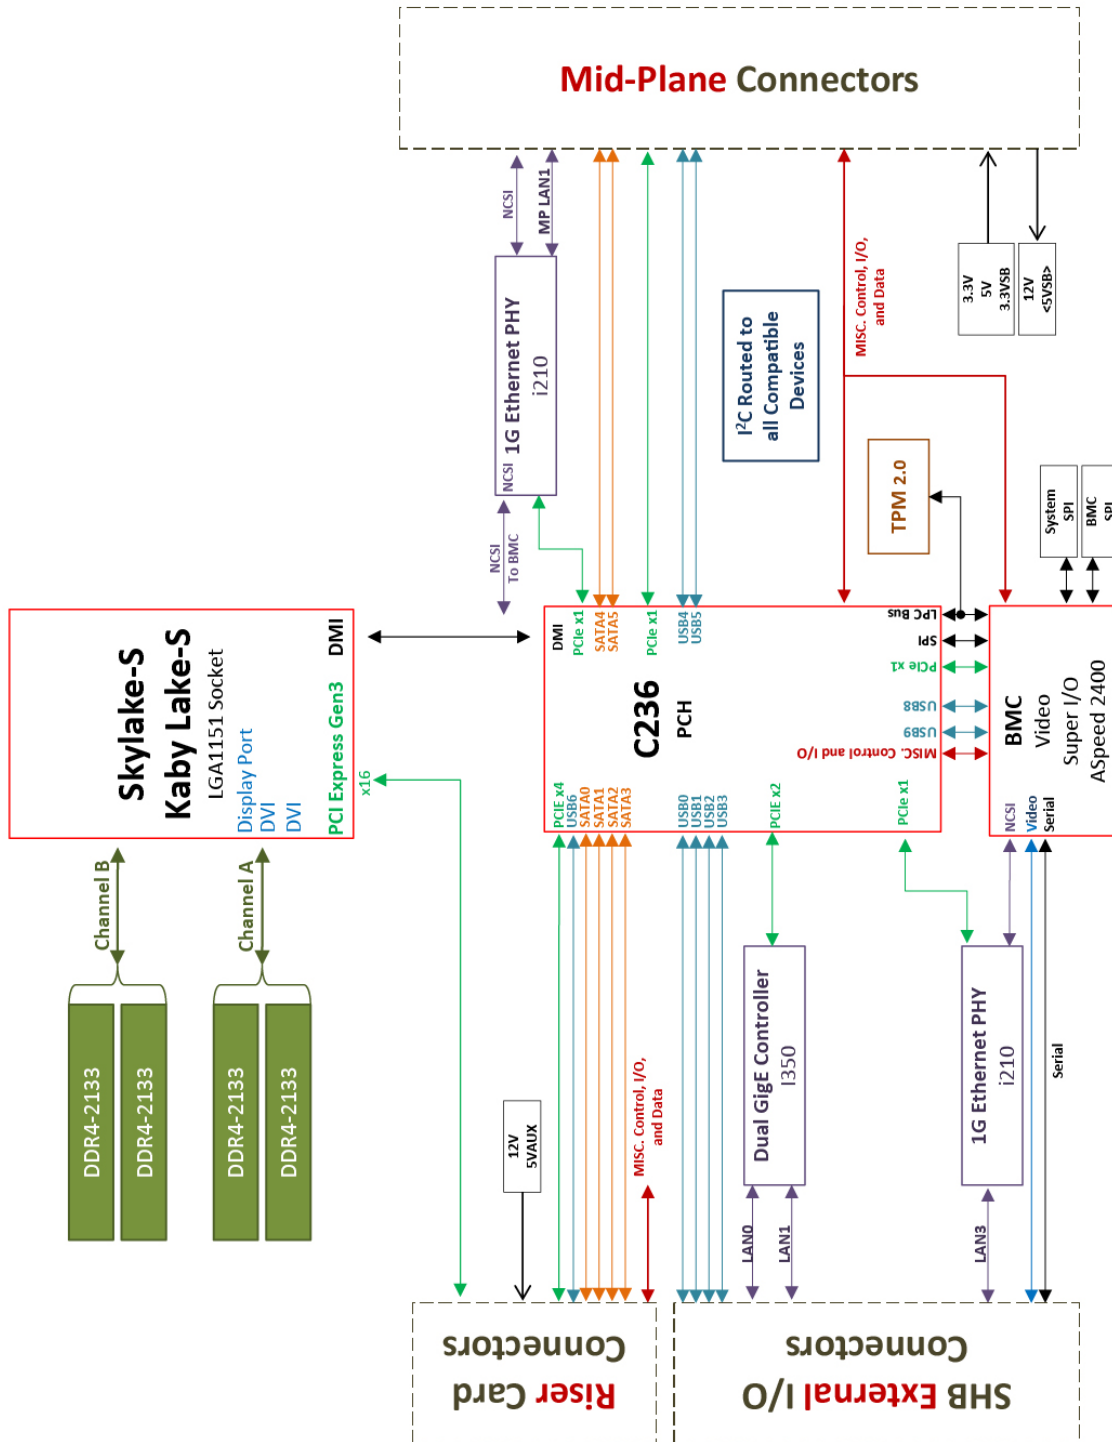 Mid-Plane Connectors
NCSI
MP LAN1
1G Ethernet PHY
i210
NCSI
NCSI
To BMC
MISC. Control, I/O,
and Data
3.3V
5V
3.3VSB
12V
<5VSB>
I²C Routed to
all Compatible
Devices
TPM 2.0
System
SPI
BMC
SPI
Skylake-S
Kaby Lake-S
LGA1151 Socket
Display Port
DVI
DVI
PCI Express Gen3
x16
DMI
Channel B
Channel A
DDR4-2133
DDR4-2133
DDR4-2133
DDR4-2133
C236
PCH
DMI
PCIe x1
SATA4
SATA5
PCIe x1
USB4
USB5
LPC Bus
SPI
PCIe x1
USB8
USB9
MISC. Control and I/O
PCIE x4
USB6
SATA0
SATA1
SATA2
SATA3
USB0
USB1
USB2
USB3
PCIE x2
PCIe x1
BMC
Video
Super I/O
ASpeed 2400
NCSI
Video
Serial
12V
5VAUX
MISC. Control, I/O,
and Data
Dual GigE Controller
I350
LAN0
LAN1
1G Ethernet PHY
i210
LAN3
Serial
Riser Card
Connectors
SHB External I/O
Connectors